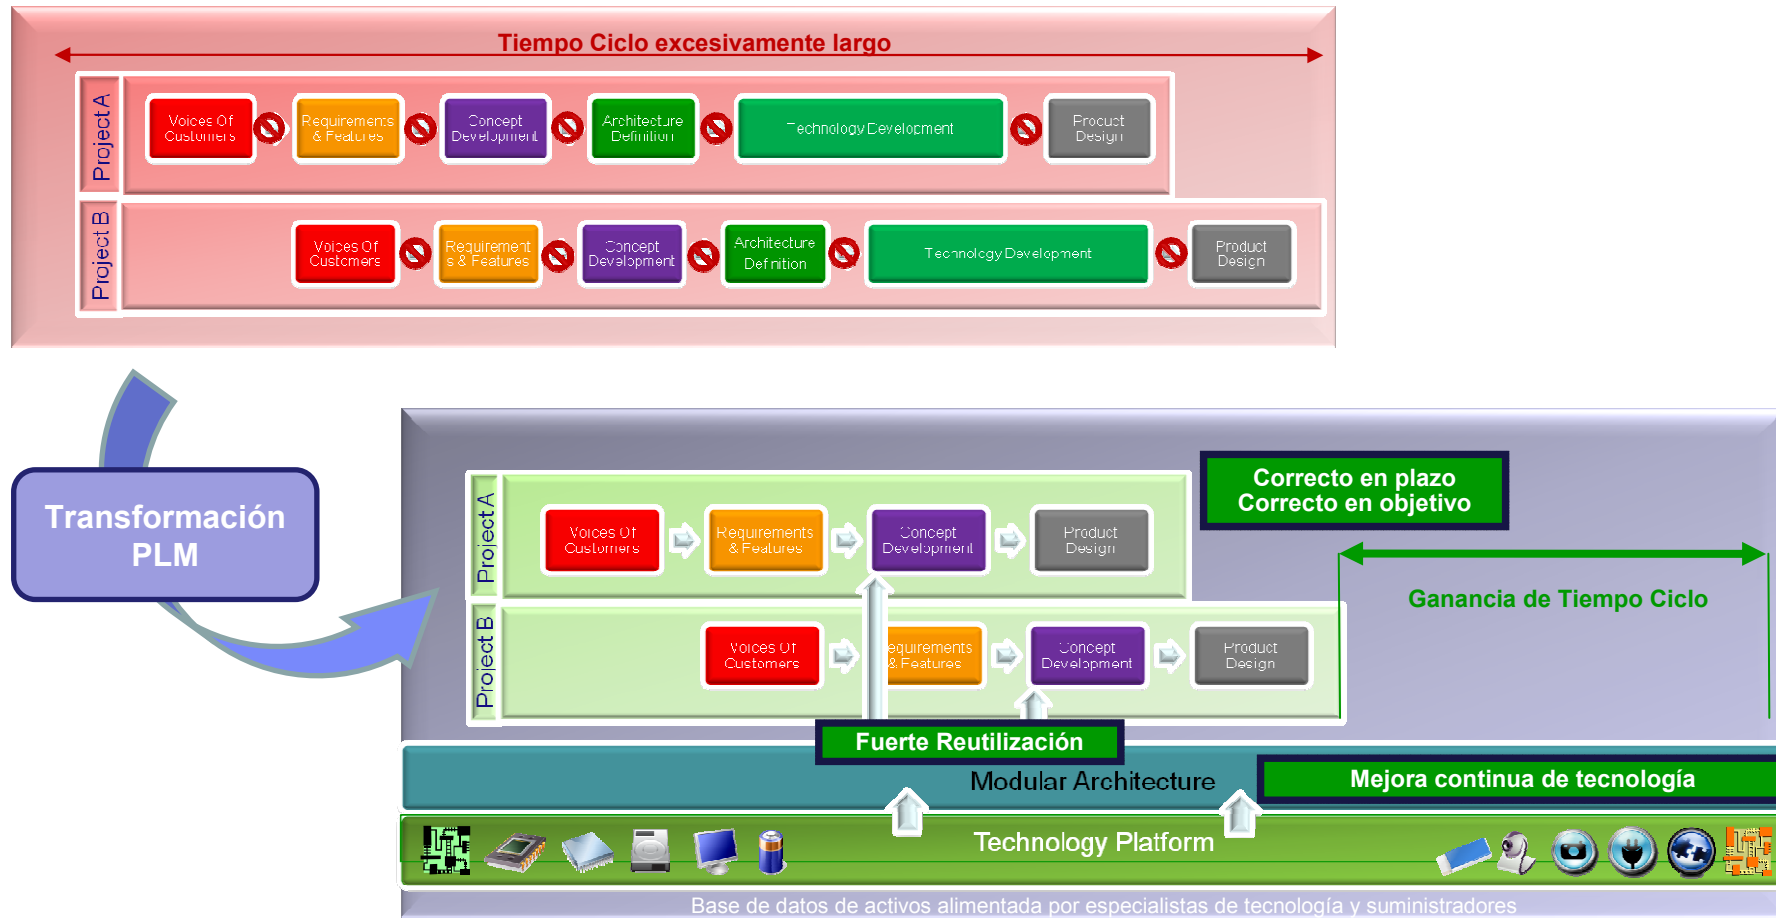 Tiempo Ciclo excesivamente largo
Project A
Voices Of
Customers
Requirements
& Features
Concept
Development
Architecture
Definition
Technology Development
Product
Design
Project B
Voices Of
Customers
Requirement
s & Features
Concept
Development
Architecture
Definition
Technology Development
Product
Design
Transformación
PLM
Correcto en plazo
Correcto en objetivo
Project A
Voices Of
Customers
Requirements
& Features
Concept
Development
Product
Design
Ganancia de Tiempo Ciclo
Project B
Voices Of
Customers
equirements
& Features
Concept
Development
Product
Design
Fuerte Reutilización
Modular Architecture
Mejora continua de tecnología
Technology Platform
Base de datos de activos alimentada por especialistas de tecnología y suministradores